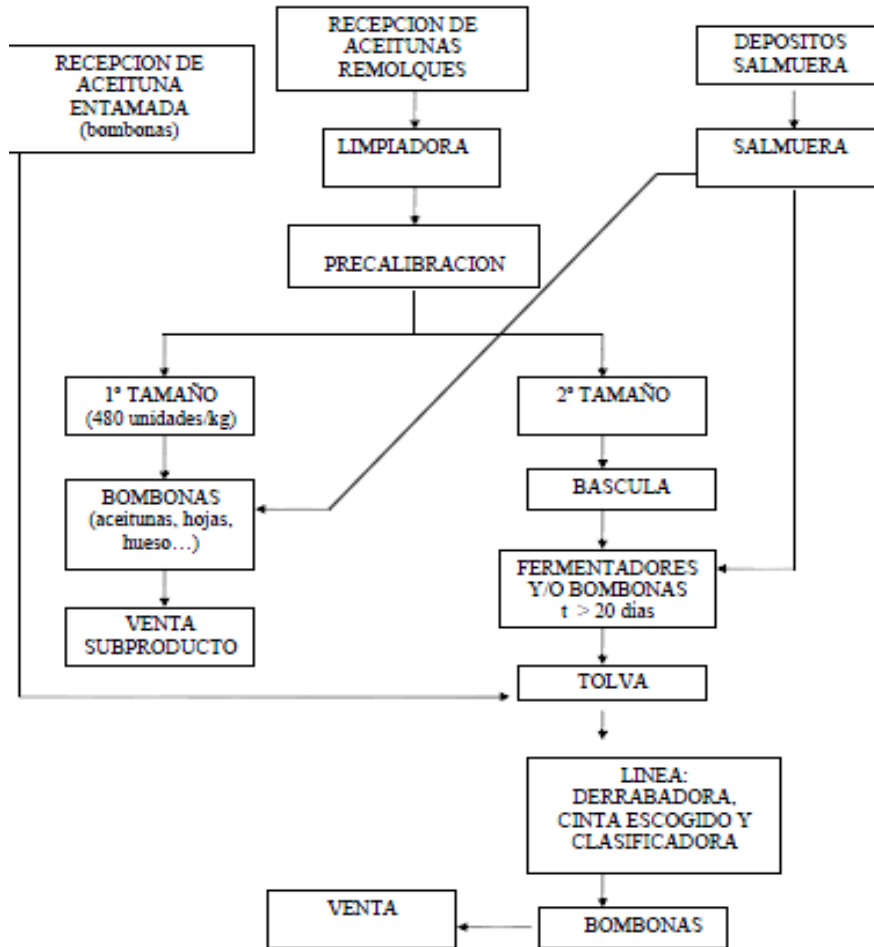 RECEPCION DE
ACEITUNA
ENTAMADA
(bombonas)
RECEPCION DE
ACEITUNAS
REMOLQUES
DEPOSITOS
SALMUERA
LIMPIADORA
SALMUERA
PRECALIBRACION
1º TAMAÑO
(480 unidades/kg)
2º TAMAÑO
BOMBONAS
(aceitunas, hojas,
hueso…)
BASCULA
FERMENTADORES
Y/O BOMBONAS
t > 20 dias
VENTA
SUBPRODUCTO
TOLVA
LINEA:
DERRABADORA,
CINTA ESCOGIDO Y
CLASIFICADORA
VENTA
BOMBONAS